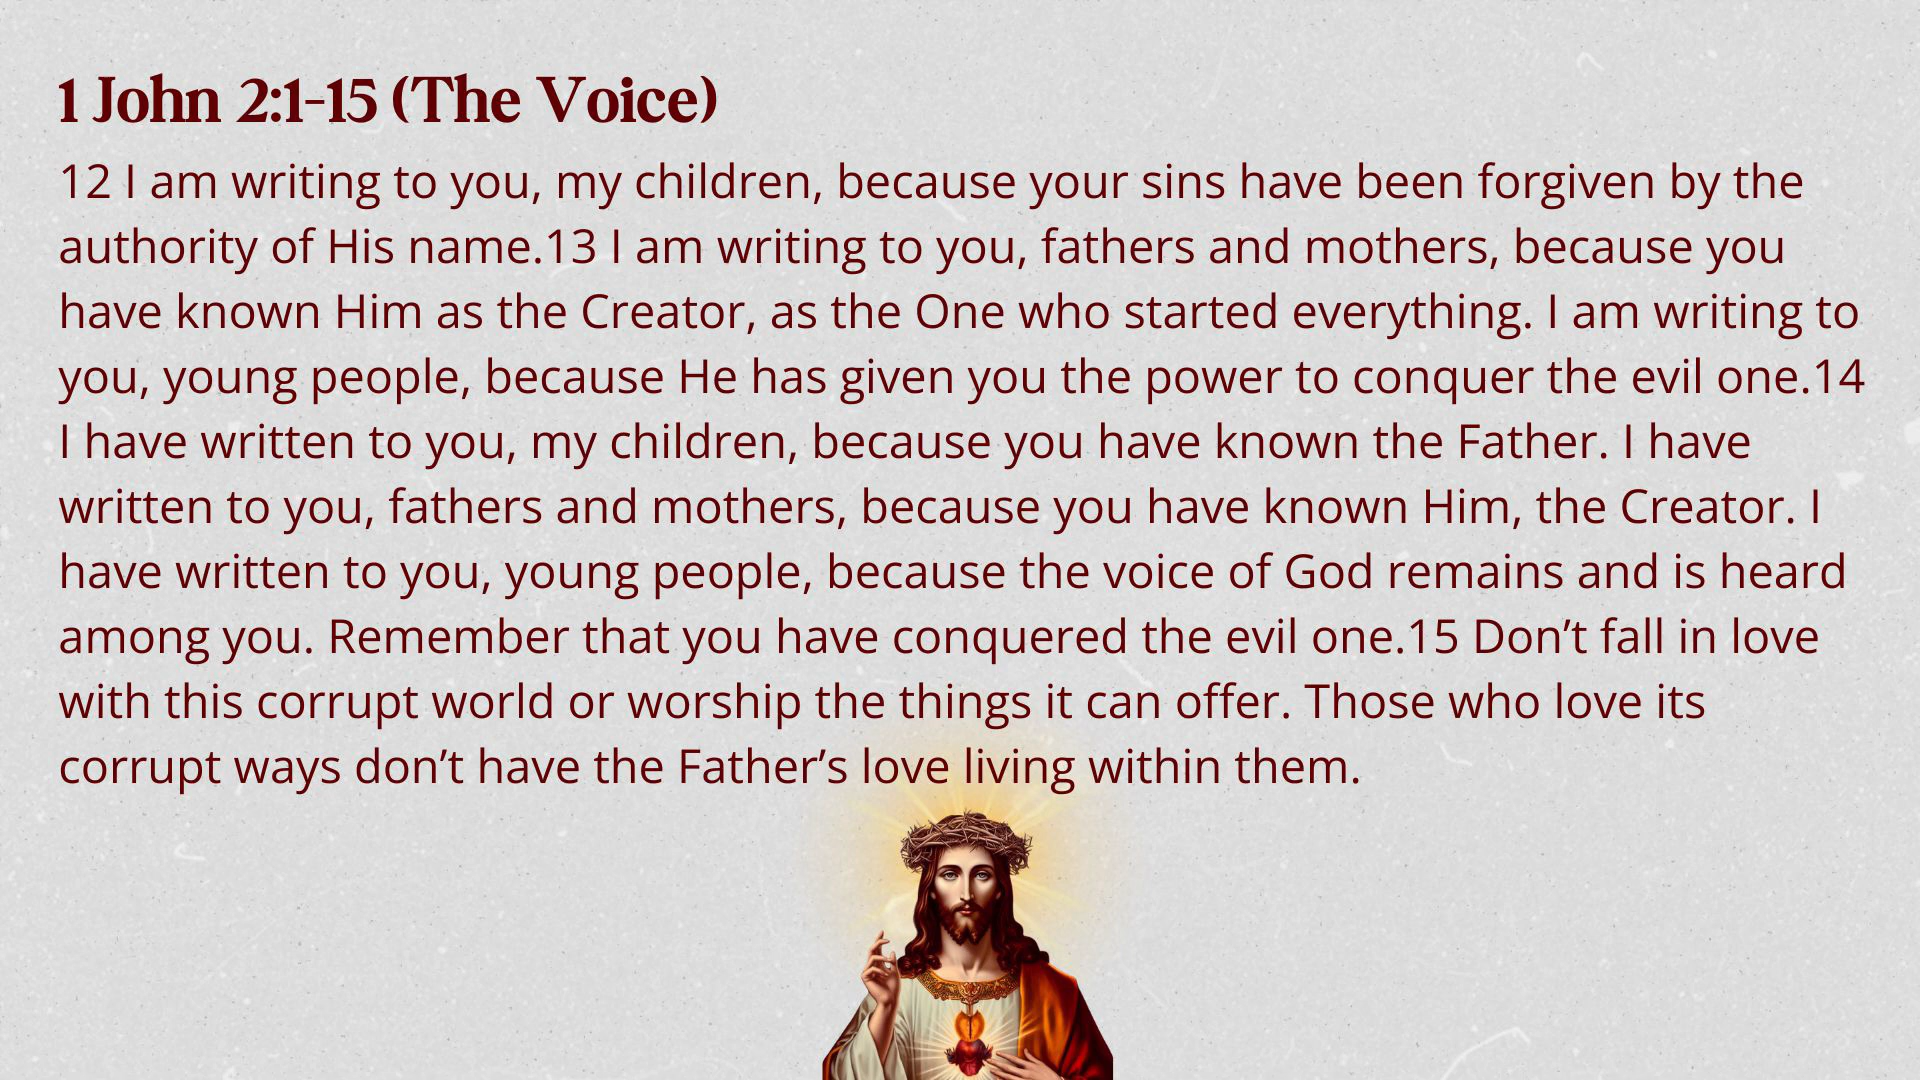 1 John 2:1-15 (The Voice)
12 I am writing to you, my children, because your sins have been forgiven by the
authority of His name.13 I am writing to you, fathers and mothers, because you
have known Him as the Creator, as the One who started everything. I am writing to
you, young people, because He has given you the power to conquer the evil one.14
I have written to you, my children, because you have known the Father. I have
written to you, fathers and mothers, because you have known Him, the Creator. I
have written to you, young people, because the voice of God remains and is heard
among you. Remember that you have conquered the evil one.15 Don’t fall in love
with this corrupt world or worship the things it can offer. Those who love its
corrupt ways don’t have the Father’s love living within them.